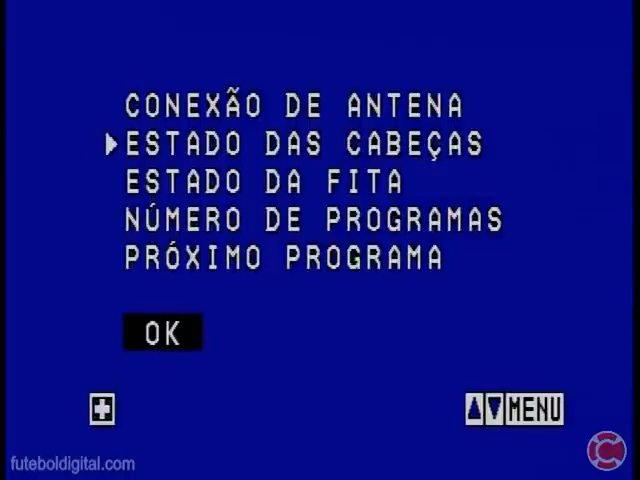 CONEXÃO DE ANTENA
▶ESTADO DAS CABEÇAS
ESTADO DA FITA
NÚMERO DE PROGRAMAS
PRÓXIMO PROGRAMA
OK
▲▼MENU
futeboldigital.com